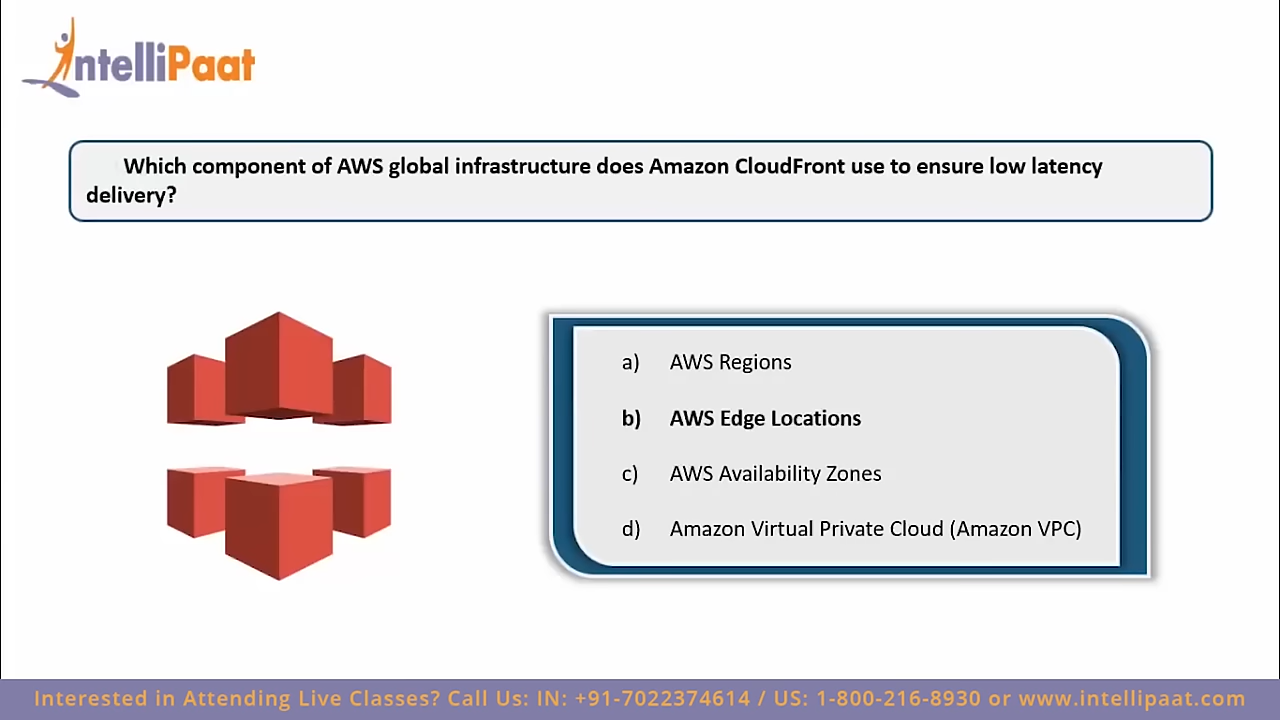 IntelliPaat
Which component of AWS global infrastructure does Amazon CloudFront use to ensure low latency
delivery?
a) AWS Regions
b) AWS Edge Locations
c) AWS Availability Zones
d) Amazon Virtual Private Cloud (Amazon VPC)
Interested in Attending Live Classes? Call Us: IN: +91-7022374614 / US: 1-800-216-8930 or www.intellipaat.com